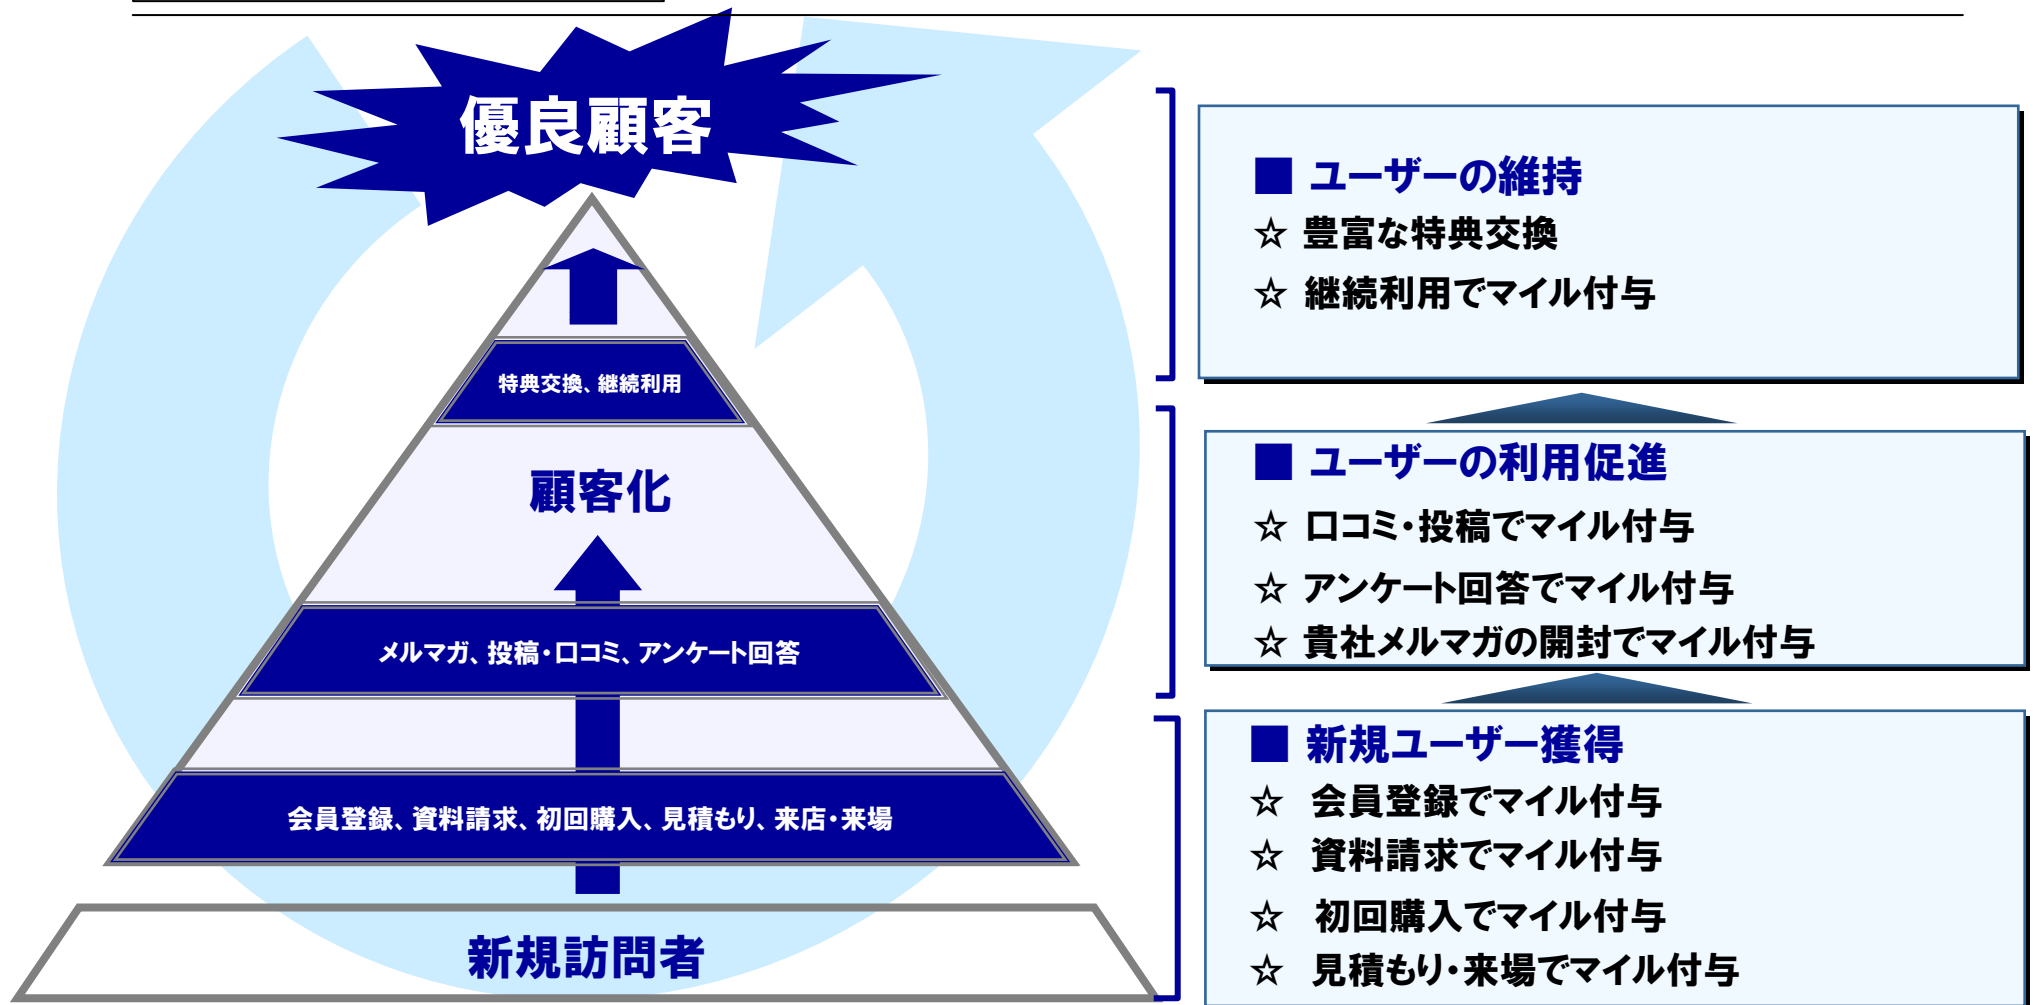 優良顧客
特典交換、継続利用
顧客化
メルマガ、投稿・口コミ、アンケート回答
会員登録、資料請求、初回購入、見積もり、来店・来場
新規訪問者
■ ユーザーの維持
☆ 豊富な特典交換
☆ 継続利用でマイル付与
■ ユーザーの利用促進
☆ 口コミ・投稿でマイル付与
☆ アンケート回答でマイル付与
☆ 貴社メルマガの開封でマイル付与
■ 新規ユーザー獲得
☆ 会員登録でマイル付与
☆ 資料請求でマイル付与
☆ 初回購入でマイル付与
☆ 見積もり・来場でマイル付与